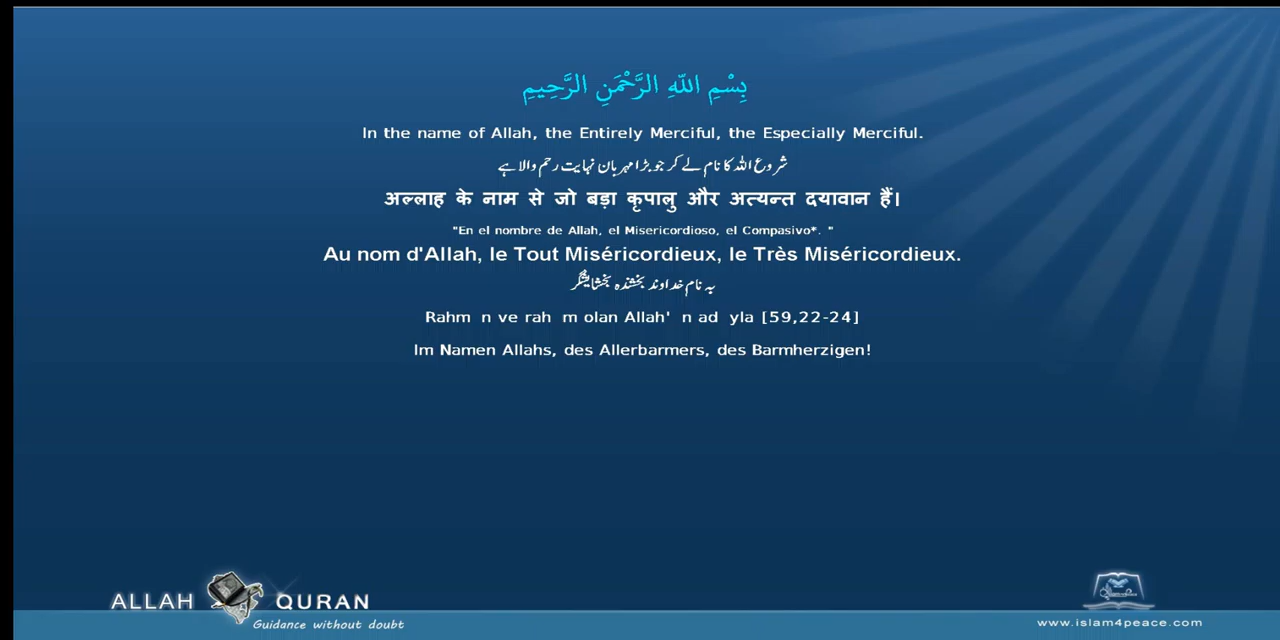 بِسْمِ اللّهِ الرَّحْمَنِ الرَّحِيمِ
In the name of Allah, the Entirely Merciful, the Especially Merciful.
شروع الله کا نام لے کر جو بڑا مہربان نہایت رحم والا ہے
अल्लाह के नाम से जो बड़ा कृपालु और अत्यन्त दयावान हैं।
"En el nombre de Allah, el Misericordioso, el Compasivo*. "
Au nom d'Allah, le Tout Miséricordieux, le Très Miséricordieux.
به نام خداوند بخشنده بخشایشگر
Rahm n ve rah m olan Allah' n ad yla [59,22-24]
Im Namen Allahs, des Allerbarmers, des Barmherzigen!
ALLAH QURAN
Guidance without doubt
www.islam4peace.com